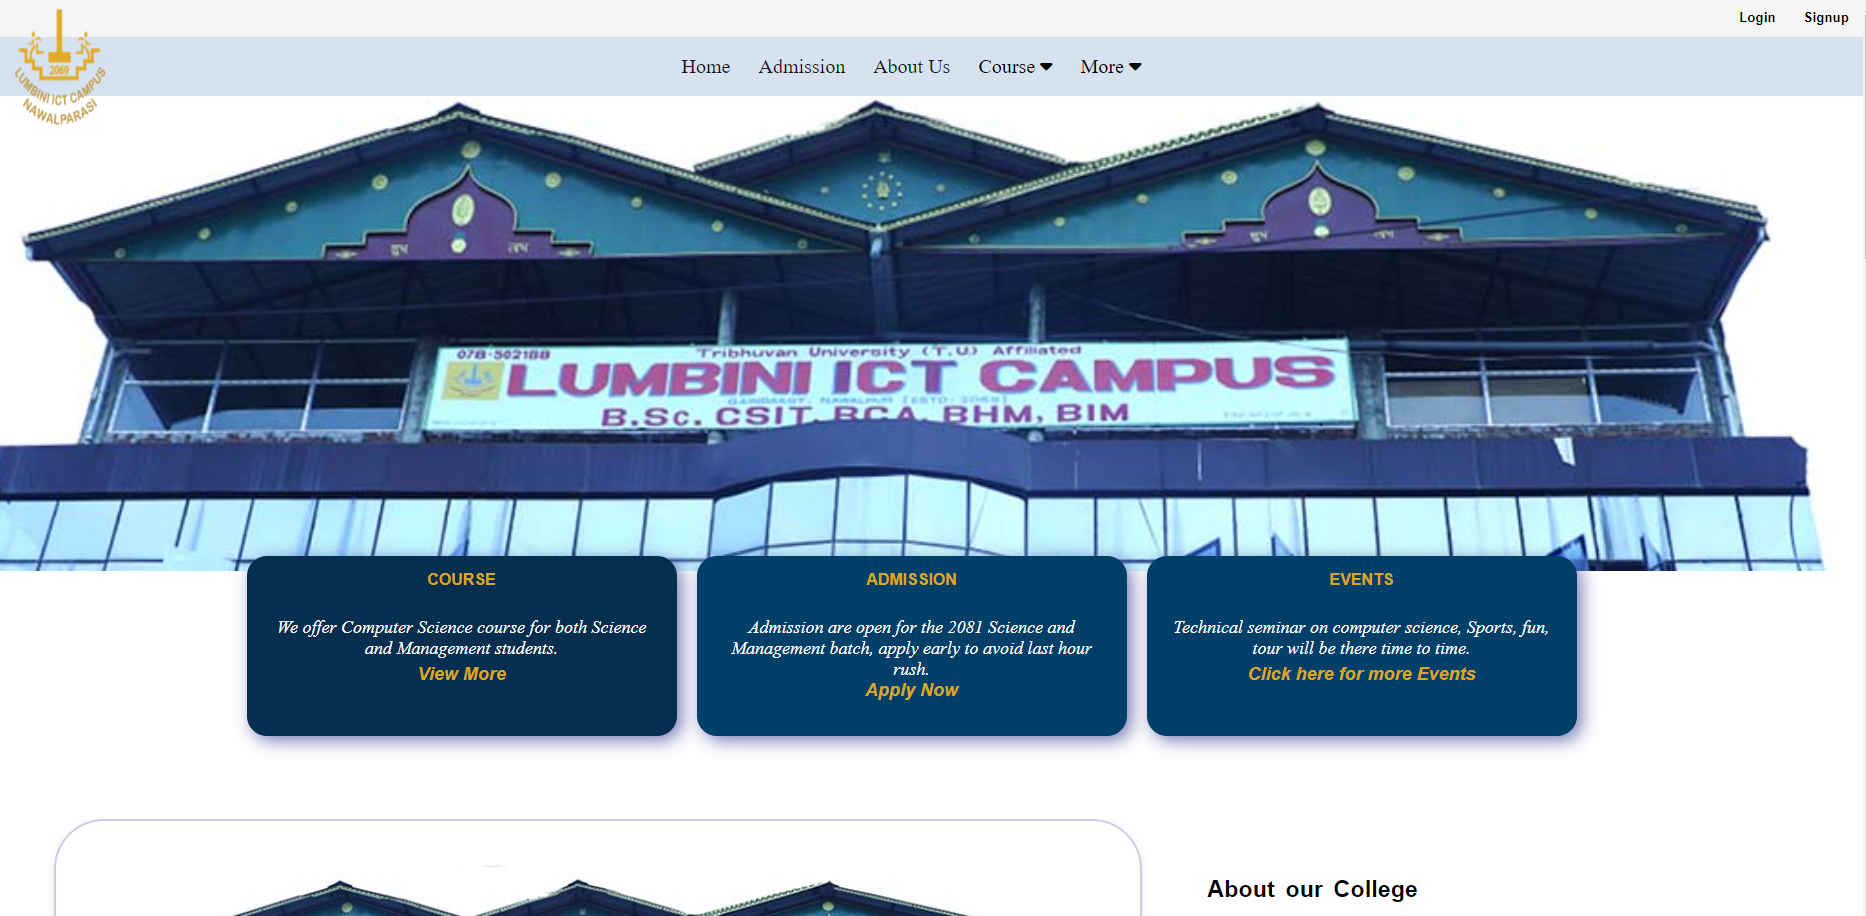 Login Signup
2069
LUMBINI ICT CAMPUS
NAWALPARASI
Home Admission About Us Course More
शुभ लाभ
शुभ
078-502188 Tribhuvan University (T.U.) Affiliated
LUMBINI ICT CAMPUS
GAINDAKOT, NAWALPUR [ESTD: 2069]
B.Sc. CSIT, BCA, BHM, BIM
COURSE
We offer Computer Science course for both Science
and Management students.
View More
ADMISSION
Admission are open for the 2081 Science and
Management batch, apply early to avoid last hour
rush.
Apply Now
EVENTS
Technical seminar on computer science, Sports, fun,
tour will be there time to time.
Click here for more Events
About our College